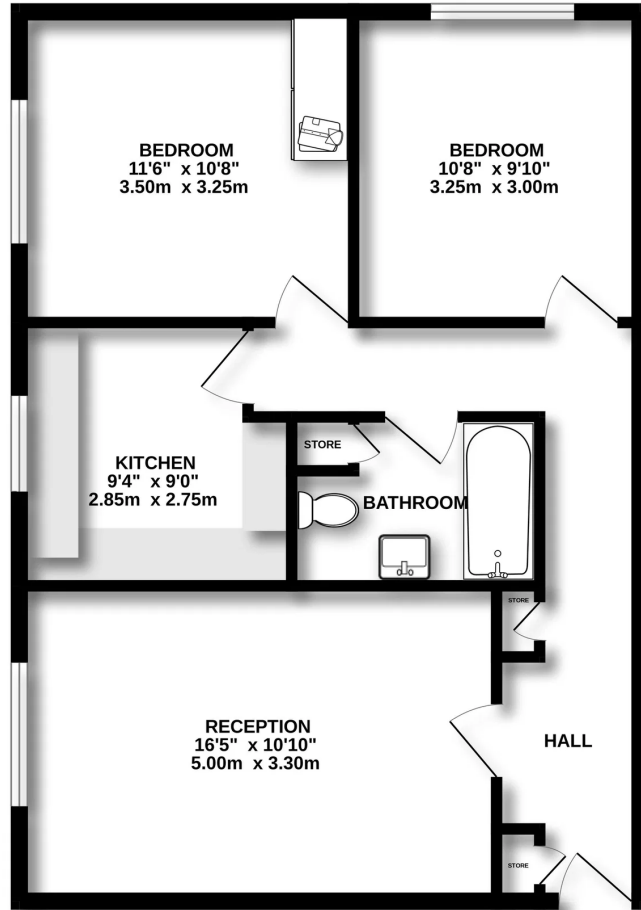 BEDROOM
11'6" x 10'8"
3.50m x 3.25m
BEDROOM
10'8" x 9'10"
3.25m x 3.00m
KITCHEN
9'4" x 9'0"
2.85m x 2.75m
STORE
BATHROOM
STORE
RECEPTION
16'5" x 10'10"
5.00m x 3.30m
HALL
STORE